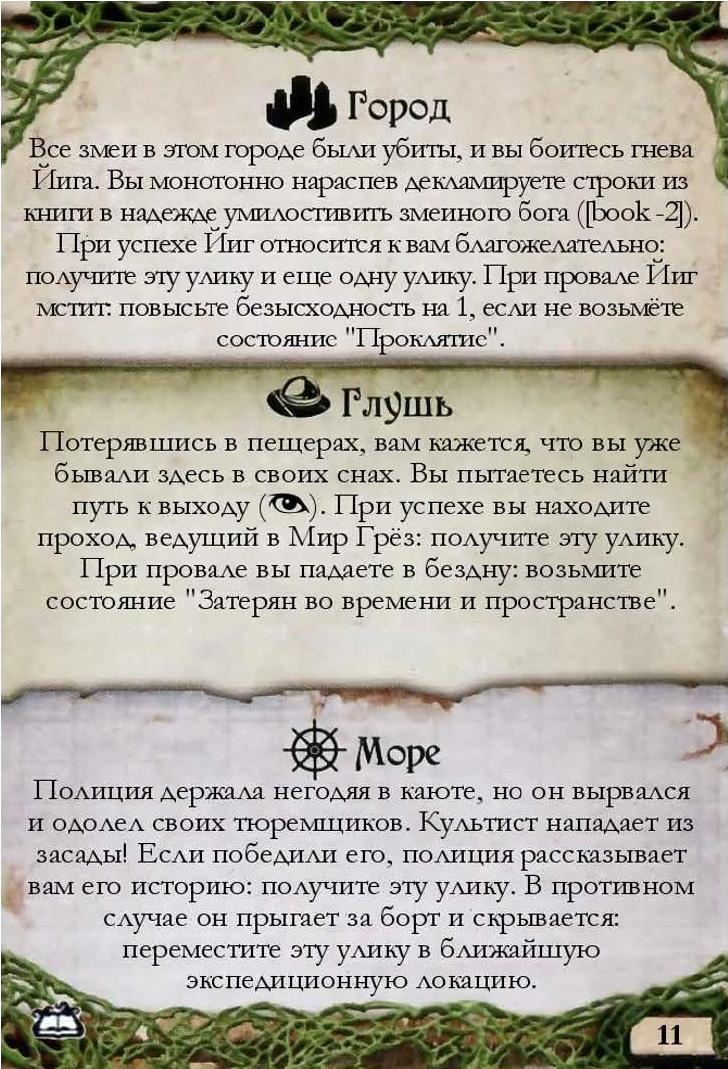 Город
Все змеи в этом городе были убиты, и вы боитесь гнева
Йига. Вы монотонно нараспев декламируете строки из
книги в надежде умилостивить змеиного бога ([book -2]).
При успехе Йиг относится к вам благожелательно:
получите эту улику и еще одну улику. При провале Йиг
мстит: повысьте безысходность на 1, если не возьмёте
состояние "Проклятие".
Глушь
Потерявшись в пещерах, вам кажется, что вы уже
бывали здесь в своих снах. Вы пытаетесь найти
путь к выходу (). При успехе вы находите
проход, ведущий в Мир Грёз: получите эту улику.
При провале вы падаете в бездну: возьмите
состояние "Затерян во времени и пространстве".
Море
Полиция держала негодяя в каюте, но он вырвался
и одолел своих тюремщиков. Культист нападает из
засады! Если победили его, полиция рассказывает
вам его историю: получите эту улику. В противном
случае он прыгает за борт и скрывается:
переместите эту улику в ближайшую
экспедиционную локацию.
11